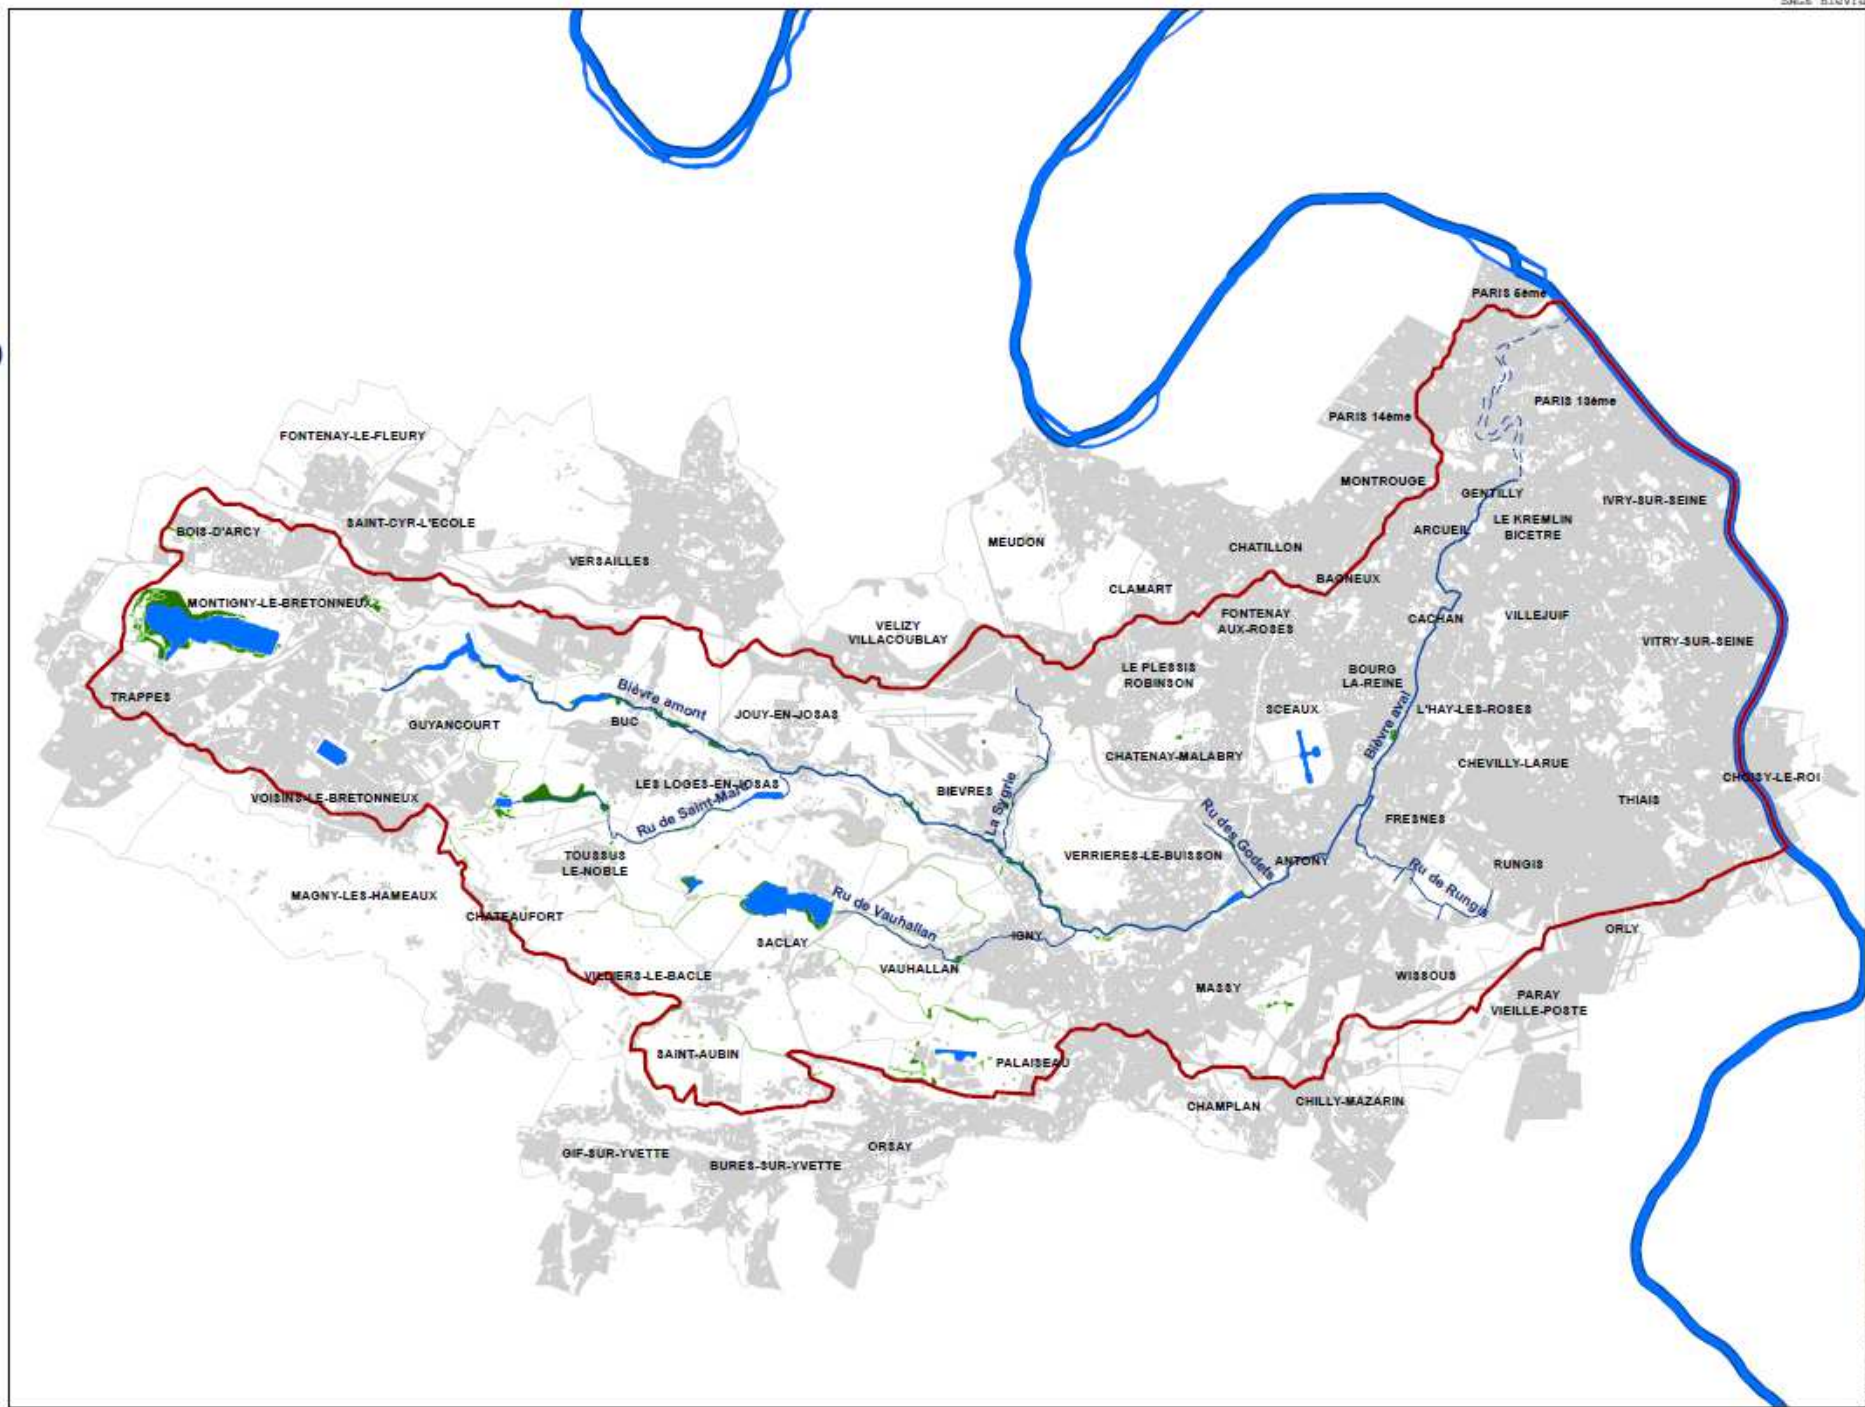 PARIS 5ème
PARIS 13ème
PARIS 14ème
FONTENAY-LE-FLEURY
MONTROUGE
GENTILLY
IVRY-SUR-SEINE
BOIS-D'ARCY
SAINT-CYR-L'ECOLE
ARCUEIL
LE KREMLIN
BICETRE
MEUDON
CHATILLON
VERSAILLES
BAGNEUX
CLAMART
MONTIGNY-LE-BRETONNEUX
FONTENAY
AUX-ROSES
CACHAN
VILLEJUIF
VELIZY
VILLACOUBLAY
VITRY-SUR-SEINE
LE PLESSIS
ROBINSON
BOURG
LA-REINE
TRAPPES
Bièvre amont
JOUY-EN-JOSAS
SCEAUX
L'HAY-LES-ROSES
GUYANCOURT
BUC
Bièvre aval
CHATENAY-MALABRY
CHEVILLY-LARUE
CHOISY-LE-ROI
LES LOGES-EN-JOSAS
BIEVRES
VOISINS-LE-BRETONNEUX
THIAIS
Ru de Saint-Marc
La Sygrie
Ru des Godets
FRESNES
TOUSSUS
LE-NOBLE
VERRIERES-LE-BUISSON
ANTONY
RUNGIS
Ru de Rungis
MAGNY-LES-HAMEAUX
CHATEAUFORT
Ru de Vauhallan
SACLAY
IGNY
ORLY
VILLIERS-LE-BACLE
VAUHALLAN
WISSOUS
MASSY
PARAY
VIEILLE-POSTE
SAINT-AUBIN
PALAISEAU
CHAMPLAN
CHILLY-MAZARIN
GIF-SUR-YVETTE
BURES-SUR-YVETTE
ORSAY